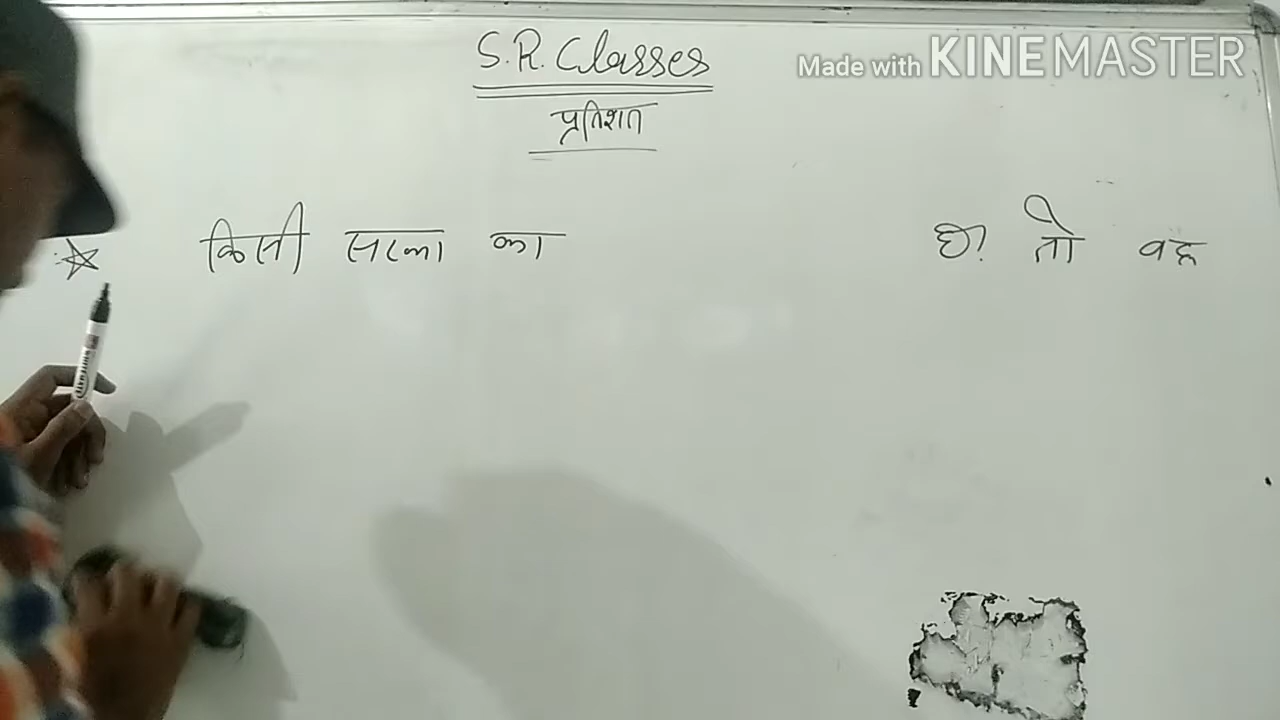 S.R. Classes
Made with KINEMASTER
प्रतिशत
किसी संख्या का हो तो वह